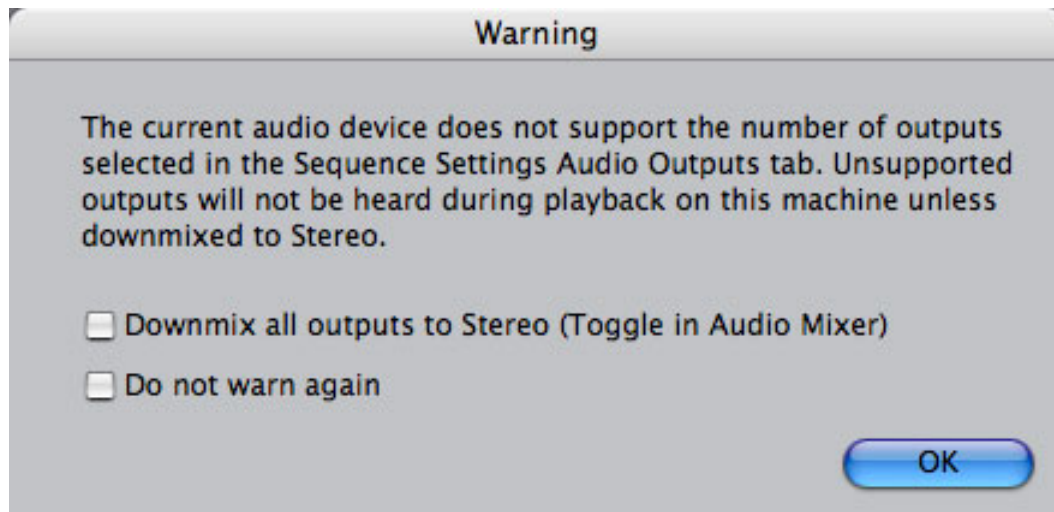 Warning
The current audio device does not support the number of outputs
selected in the Sequence Settings Audio Outputs tab. Unsupported
outputs will not be heard during playback on this machine unless
downmixed to Stereo.
Downmix all outputs to Stereo (Toggle in Audio Mixer)
Do not warn again
OK